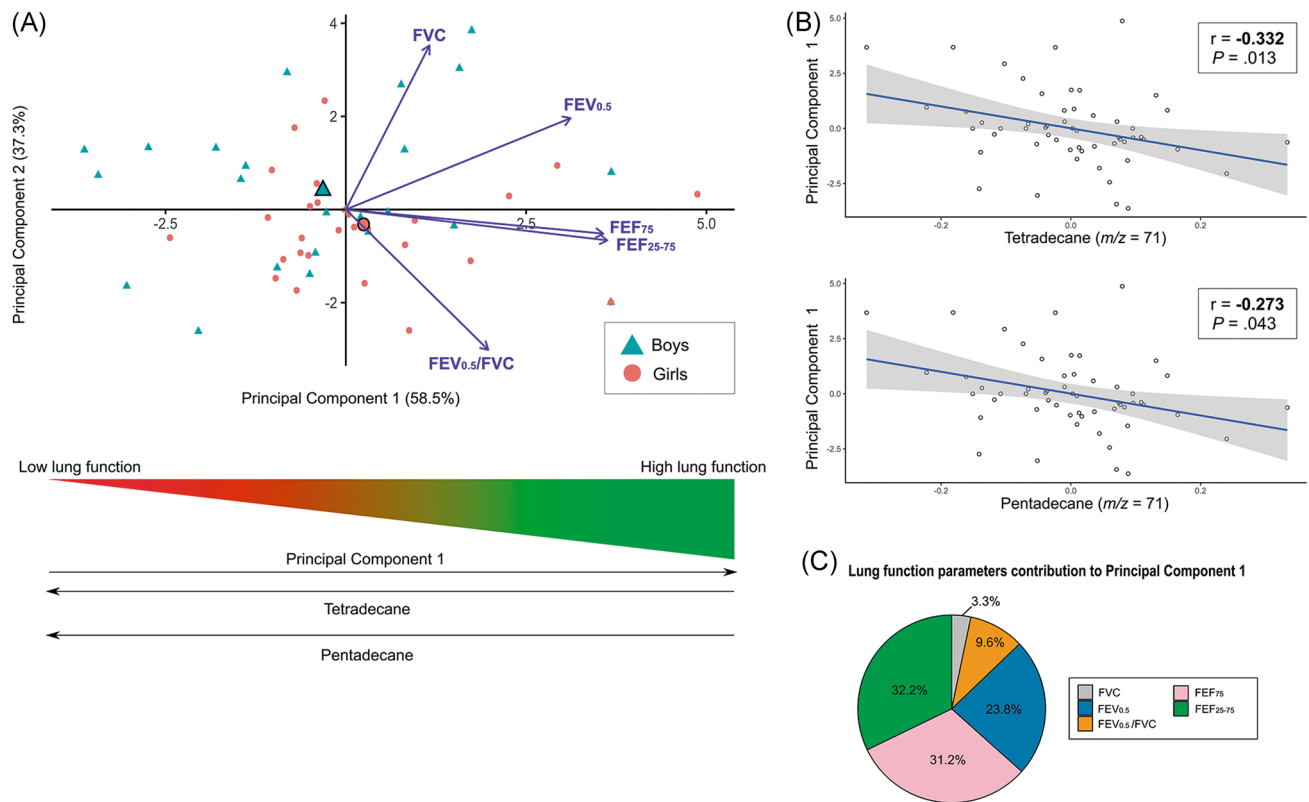 (A)
4
FVC
FEV0.5
2
-2.5
2.5
5.0
FEF75
FEF25-75
-2
FEV0.5/FVC
Principal Component 2 (37.3%)
Principal Component 1 (58.5%)
Boys
Girls
Low lung function
High lung function
Principal Component 1
Tetradecane
Pentadecane
(B)
r = -0.332
P = .013
Principal Component 1
5.0
2.5
0.0
-2.5
-0.2
0.0
0.2
Tetradecane (m/z = 71)
r = -0.273
P = .043
Principal Component 1
5.0
2.5
0.0
-2.5
-0.2
0.0
0.2
Pentadecane (m/z = 71)
(C)
Lung function parameters contribution to Principal Component 1
3.3%
9.6%
32.2%
23.8%
31.2%
FVC
FEV0.5
FEV0.5/FVC
FEF75
FEF25-75